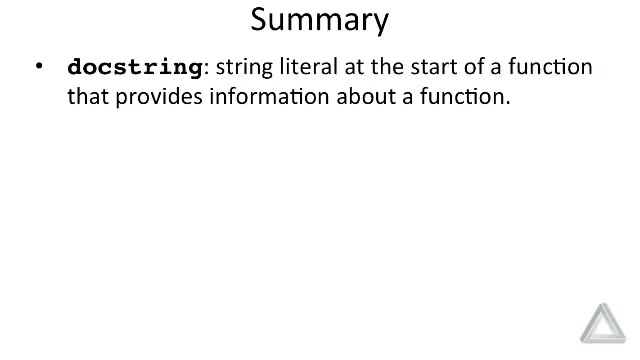 Summary
• docstring: string literal at the start of a function
that provides information about a function.